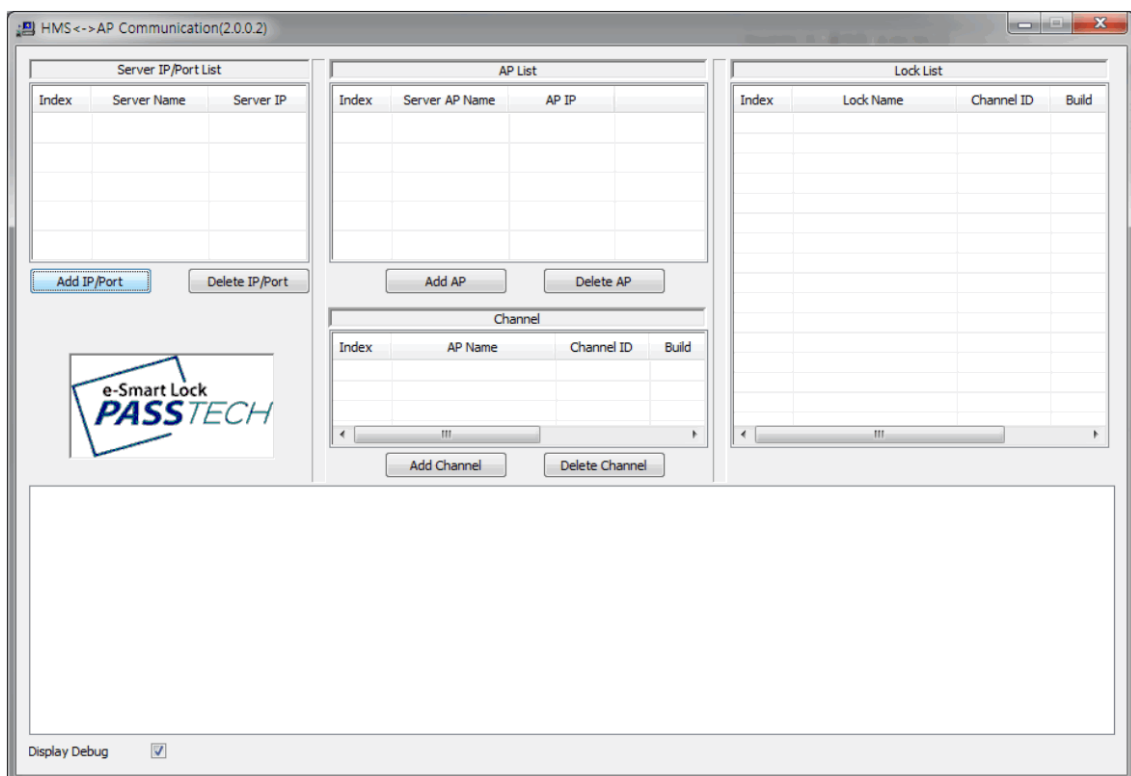 HMS<->AP Communication(2.0.0.2)
Server IP/Port List
Index Server Name Server IP
Add IP/Port Delete IP/Port
e-Smart Lock
PASSTECH
AP List
Index Server AP Name AP IP
Add AP Delete AP
Channel
Index AP Name Channel ID Build
Add Channel Delete Channel
Lock List
Index Lock Name Channel ID Build
Display Debug